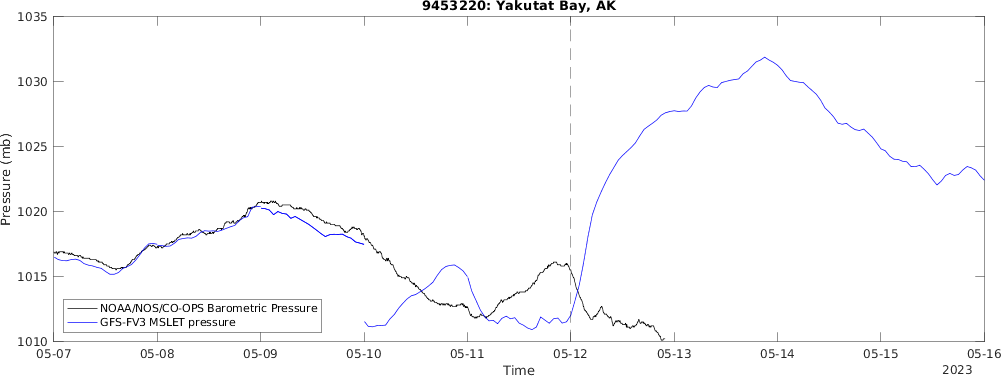 9453220: Yakutat Bay, AK
1035
1030
1025
1020
1015
1010
Pressure (mb)
NOAA/NOS/CO-OPS Barometric Pressure
GFS-FV3 MSLET pressure
05-07 05-08 05-09 05-10 05-11 05-12 05-13 05-14 05-15 05-16
Time
2023